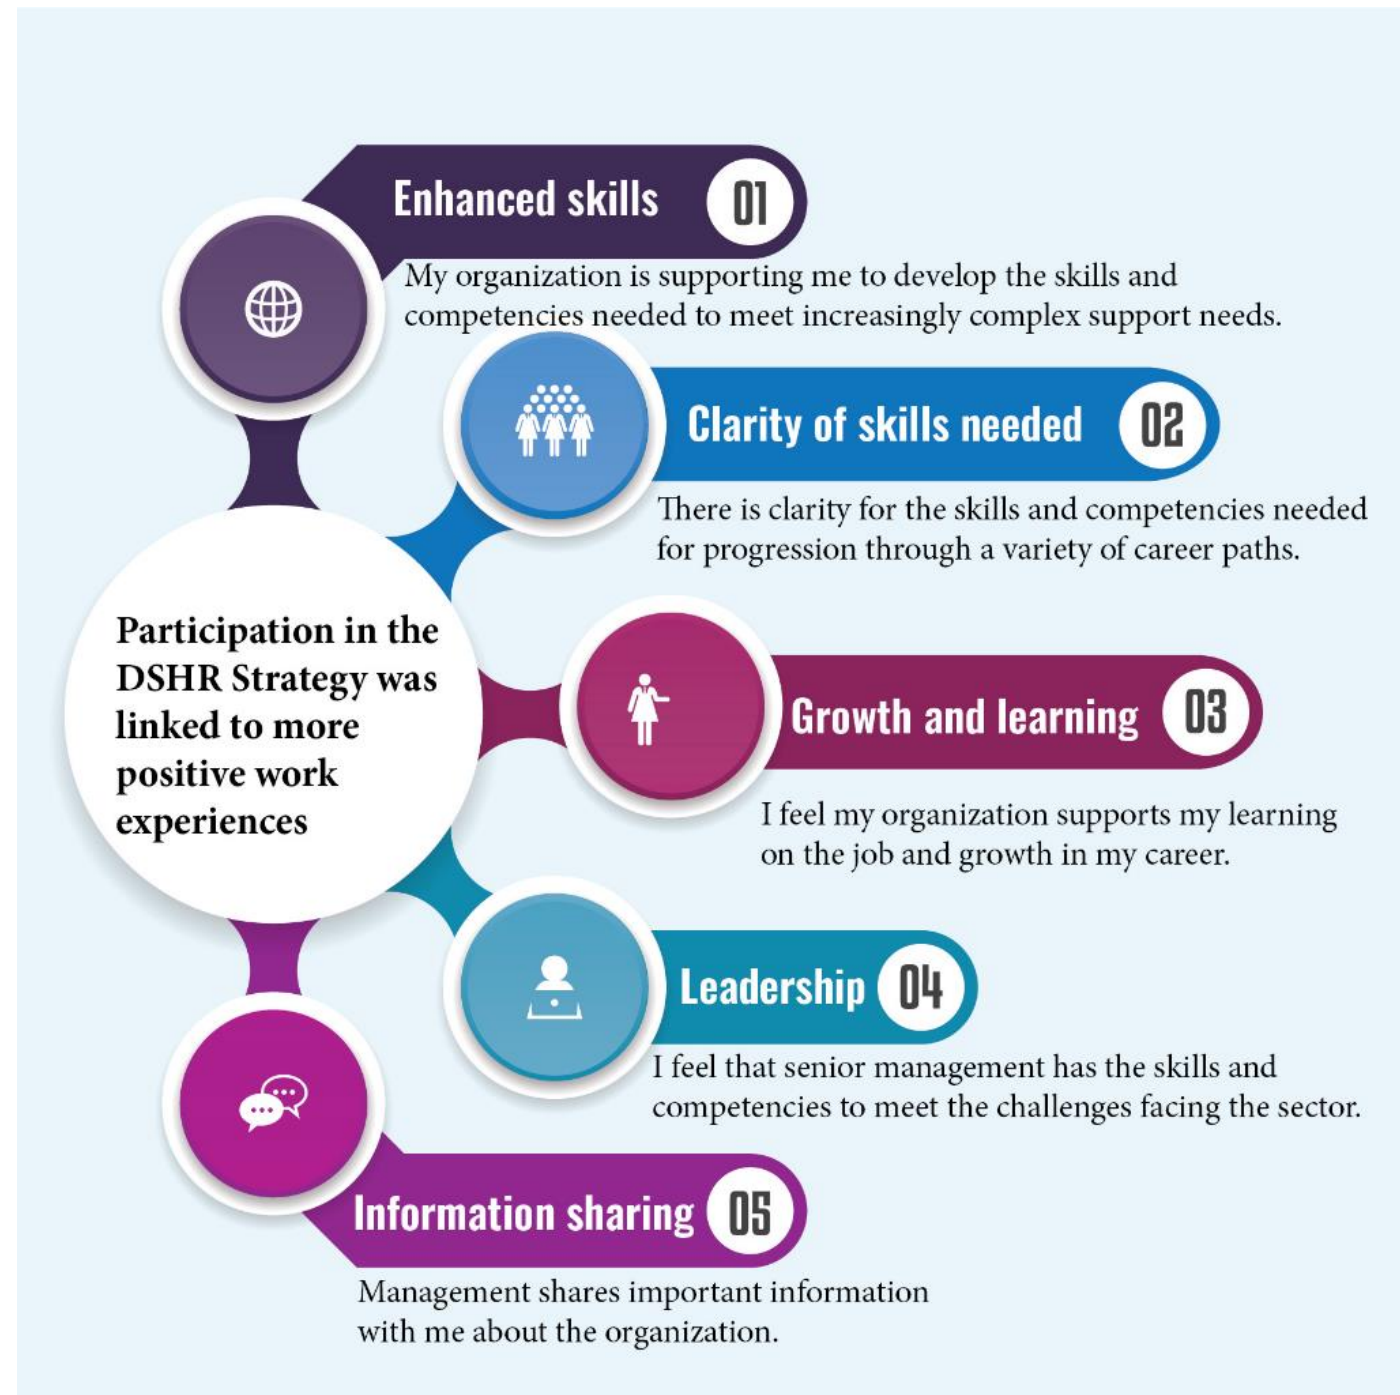 Enhanced skills 01
My organization is supporting me to develop the skills and
competencies needed to meet increasingly complex support needs.
Clarity of skills needed 02
There is clarity for the skills and competencies needed
for progression through a variety of career paths.
Participation in the
DSHR Strategy was
linked to more
positive work
experiences
Growth and learning 03
I feel my organization supports my learning
on the job and growth in my career.
Leadership 04
I feel that senior management has the skills and
competencies to meet the challenges facing the sector.
Information sharing 05
Management shares important information
with me about the organization.